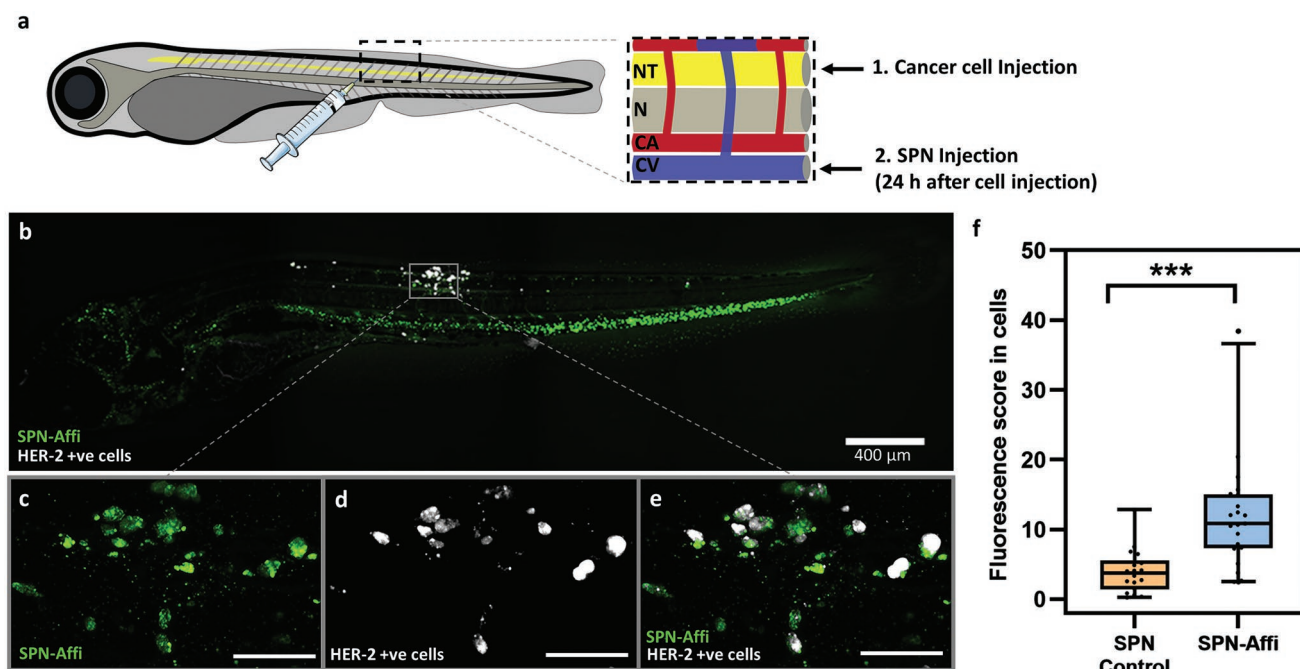 a
NT
N
CA
CV
1. Cancer cell Injection
2. SPN Injection
(24 h after cell injection)
b
SPN-Affi
HER-2 +ve cells
400 µm
c
SPN-Affi
d
HER-2 +ve cells
e
SPN-Affi
HER-2 +ve cells
f
Fluorescence score in cells
50
40
30
20
10
0
***
SPN
Control
SPN-Affi